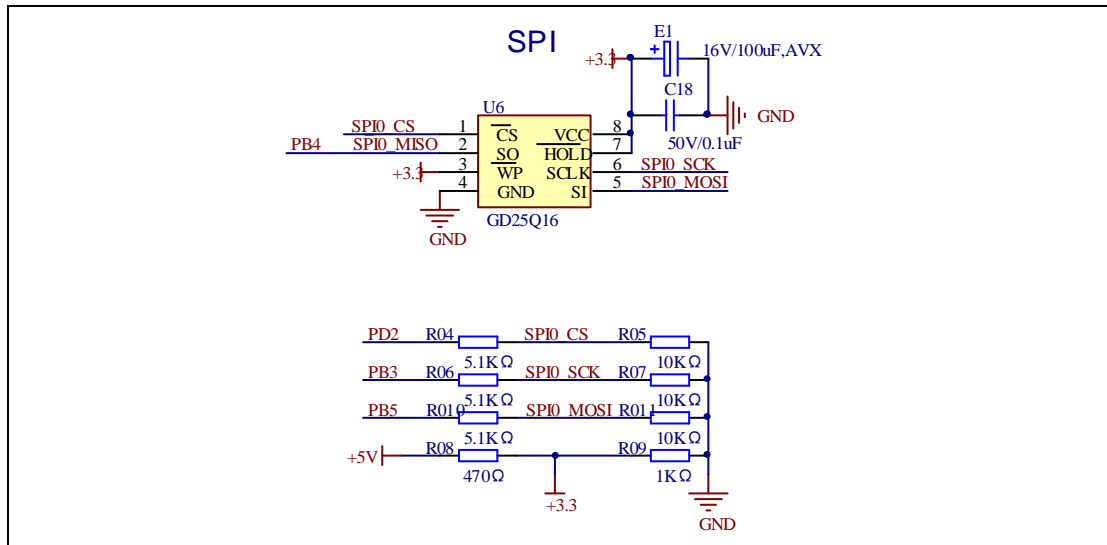 SPI
E1
+
16V/100uF,AVX
+3.3
C18
GND
50V/0.1uF
U6
SPI0_CS 1 CS VCC 8
PB4 SPI0_MISO 2 SO HOLD 7
+3.3 3 WP SCLK 6 SPI0_SCK
4 GND SI 5 SPI0_MOSI
GD25Q16
GND
PD2 R04 SPI0_CS R05
5.1KΩ 10KΩ
PB3 R06 SPI0_SCK R07
5.1KΩ 10KΩ
PB5 R010 SPI0_MOSI R011
5.1KΩ 10KΩ
+5V R08 R09
470Ω 1KΩ
+3.3
GND